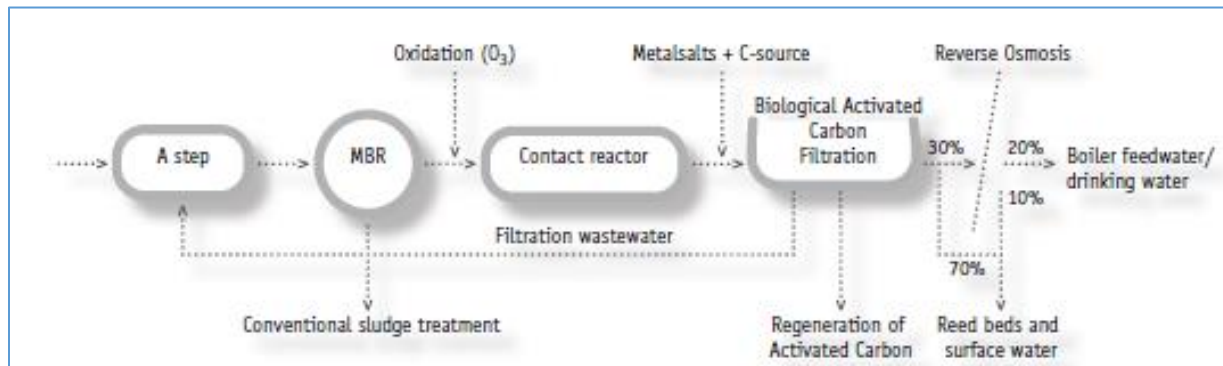 Oxidation (O₃)
Metalsalts + C-source
Reverse Osmosis
A step
MBR
Contact reactor
Biological Activated
Carbon
Filtration
30%
20%
10%
70%
Boiler feedwater/
drinking water
Filtration wastewater
Conventional sludge treatment
Regeneration of
Activated Carbon
Reed beds and
surface water